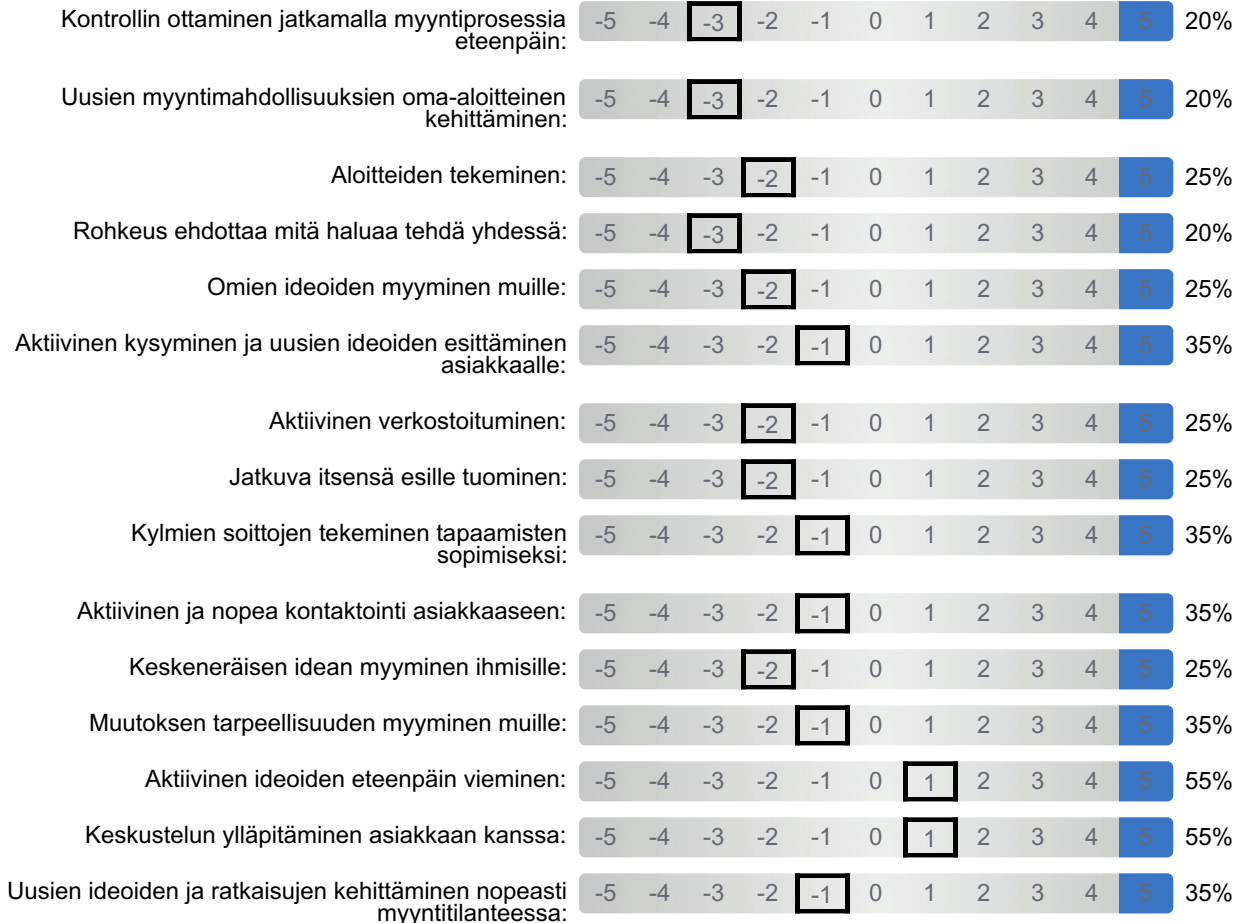 Kontrollin ottaminen jatkamalla myyntiprosessia
eteenpäin:
-5 -4 -3 -2 -1 0 1 2 3 4 5 20%
Uusien myyntimahdollisuuksien oma-aloitteinen
kehittäminen:
-5 -4 -3 -2 -1 0 1 2 3 4 5 20%
Aloitteiden tekeminen: -5 -4 -3 -2 -1 0 1 2 3 4 5 25%
Rohkeus ehdottaa mitä haluaa tehdä yhdessä: -5 -4 -3 -2 -1 0 1 2 3 4 5 20%
Omien ideoiden myyminen muille: -5 -4 -3 -2 -1 0 1 2 3 4 5 25%
Aktiivinen kysyminen ja uusien ideoiden esittäminen
asiakkaalle:
-5 -4 -3 -2 -1 0 1 2 3 4 5 35%
Aktiivinen verkostoituminen: -5 -4 -3 -2 -1 0 1 2 3 4 5 25%
Jatkuva itsensä esille tuominen: -5 -4 -3 -2 -1 0 1 2 3 4 5 25%
Kylmien soittojen tekeminen tapaamisten
sopimiseksi:
-5 -4 -3 -2 -1 0 1 2 3 4 5 35%
Aktiivinen ja nopea kontaktointi asiakkaaseen: -5 -4 -3 -2 -1 0 1 2 3 4 5 35%
Keskeneräisen idean myyminen ihmisille: -5 -4 -3 -2 -1 0 1 2 3 4 5 25%
Muutoksen tarpeellisuuden myyminen muille: -5 -4 -3 -2 -1 0 1 2 3 4 5 35%
Aktiivinen ideoiden eteenpäin vieminen: -5 -4 -3 -2 -1 0 1 2 3 4 5 55%
Keskustelun ylläpitäminen asiakkaan kanssa: -5 -4 -3 -2 -1 0 1 2 3 4 5 55%
Uusien ideoiden ja ratkaisujen kehittäminen nopeasti
myyntitilanteessa:
-5 -4 -3 -2 -1 0 1 2 3 4 5 35%